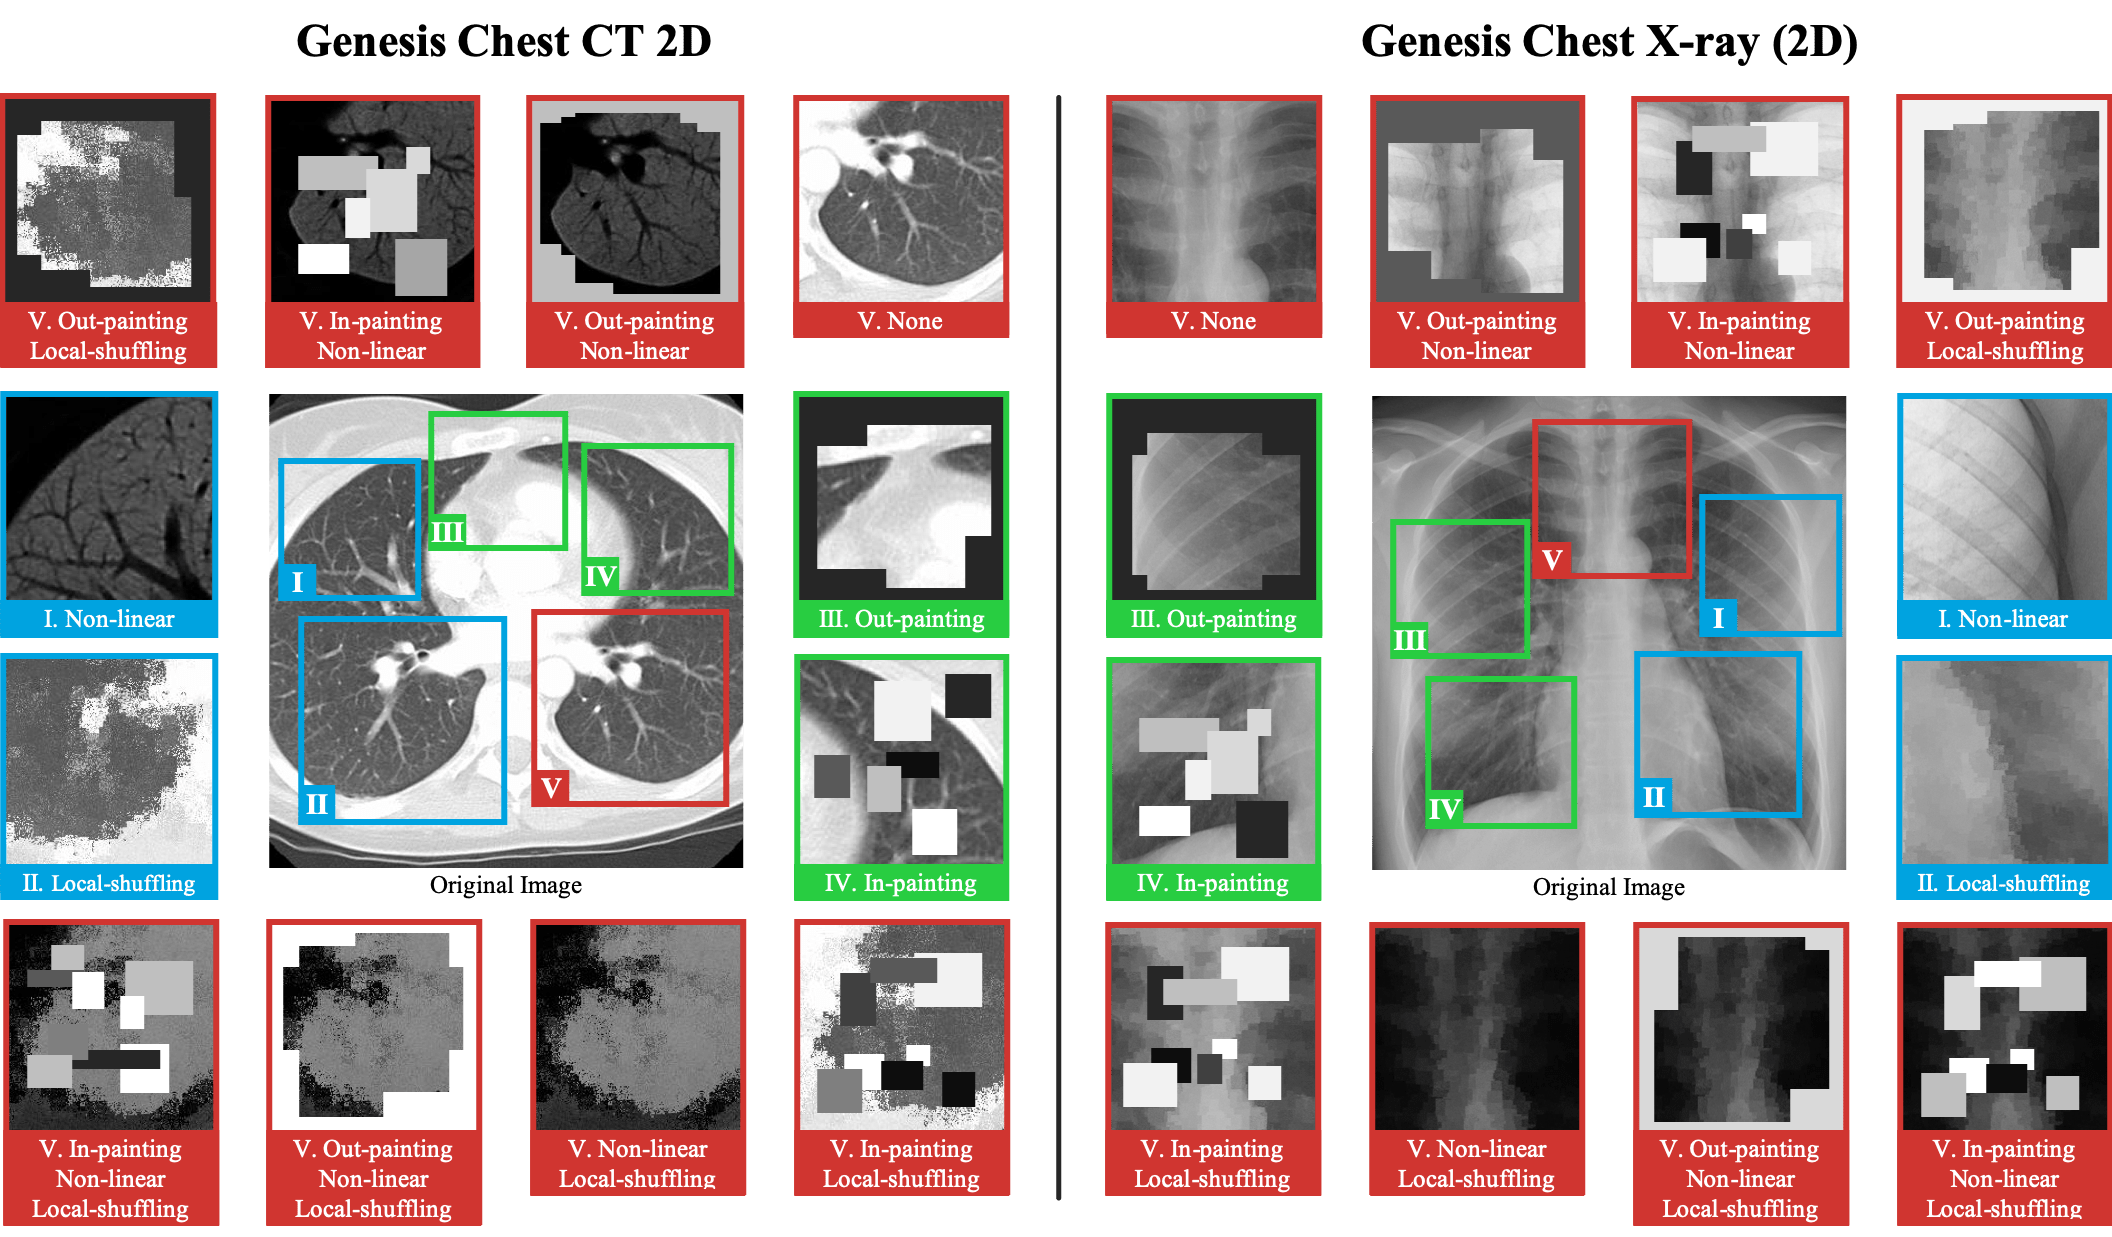 Genesis Chest CT 2D
Genesis Chest X-ray (2D)
V. Out-painting
Local-shuffling
V. In-painting
Non-linear
V. Out-painting
Non-linear
V. None
V. None
V. Out-painting
Non-linear
V. In-painting
Non-linear
V. Out-painting
Local-shuffling
I. Non-linear
I
II
III
IV
V
Original Image
III. Out-painting
III. Out-painting
I
II
III
IV
V
Original Image
I. Non-linear
II. Local-shuffling
IV. In-painting
IV. In-painting
II. Local-shuffling
V. In-painting
Non-linear
Local-shuffling
V. Out-painting
Non-linear
Local-shuffling
V. Non-linear
Local-shuffling
V. In-painting
Local-shuffling
V. In-painting
Local-shuffling
V. Non-linear
Local-shuffling
V. Out-painting
Non-linear
Local-shuffling
V. In-painting
Non-linear
Local-shuffling